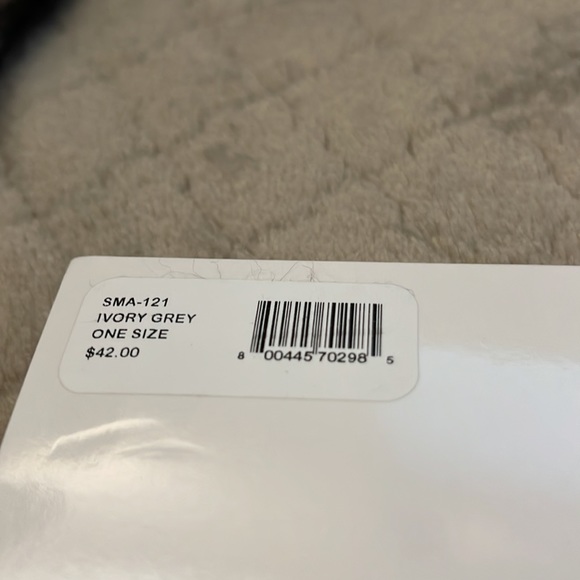 SMA-121
IVORY GREY
ONE SIZE
$42.00
8 00445 70298 5